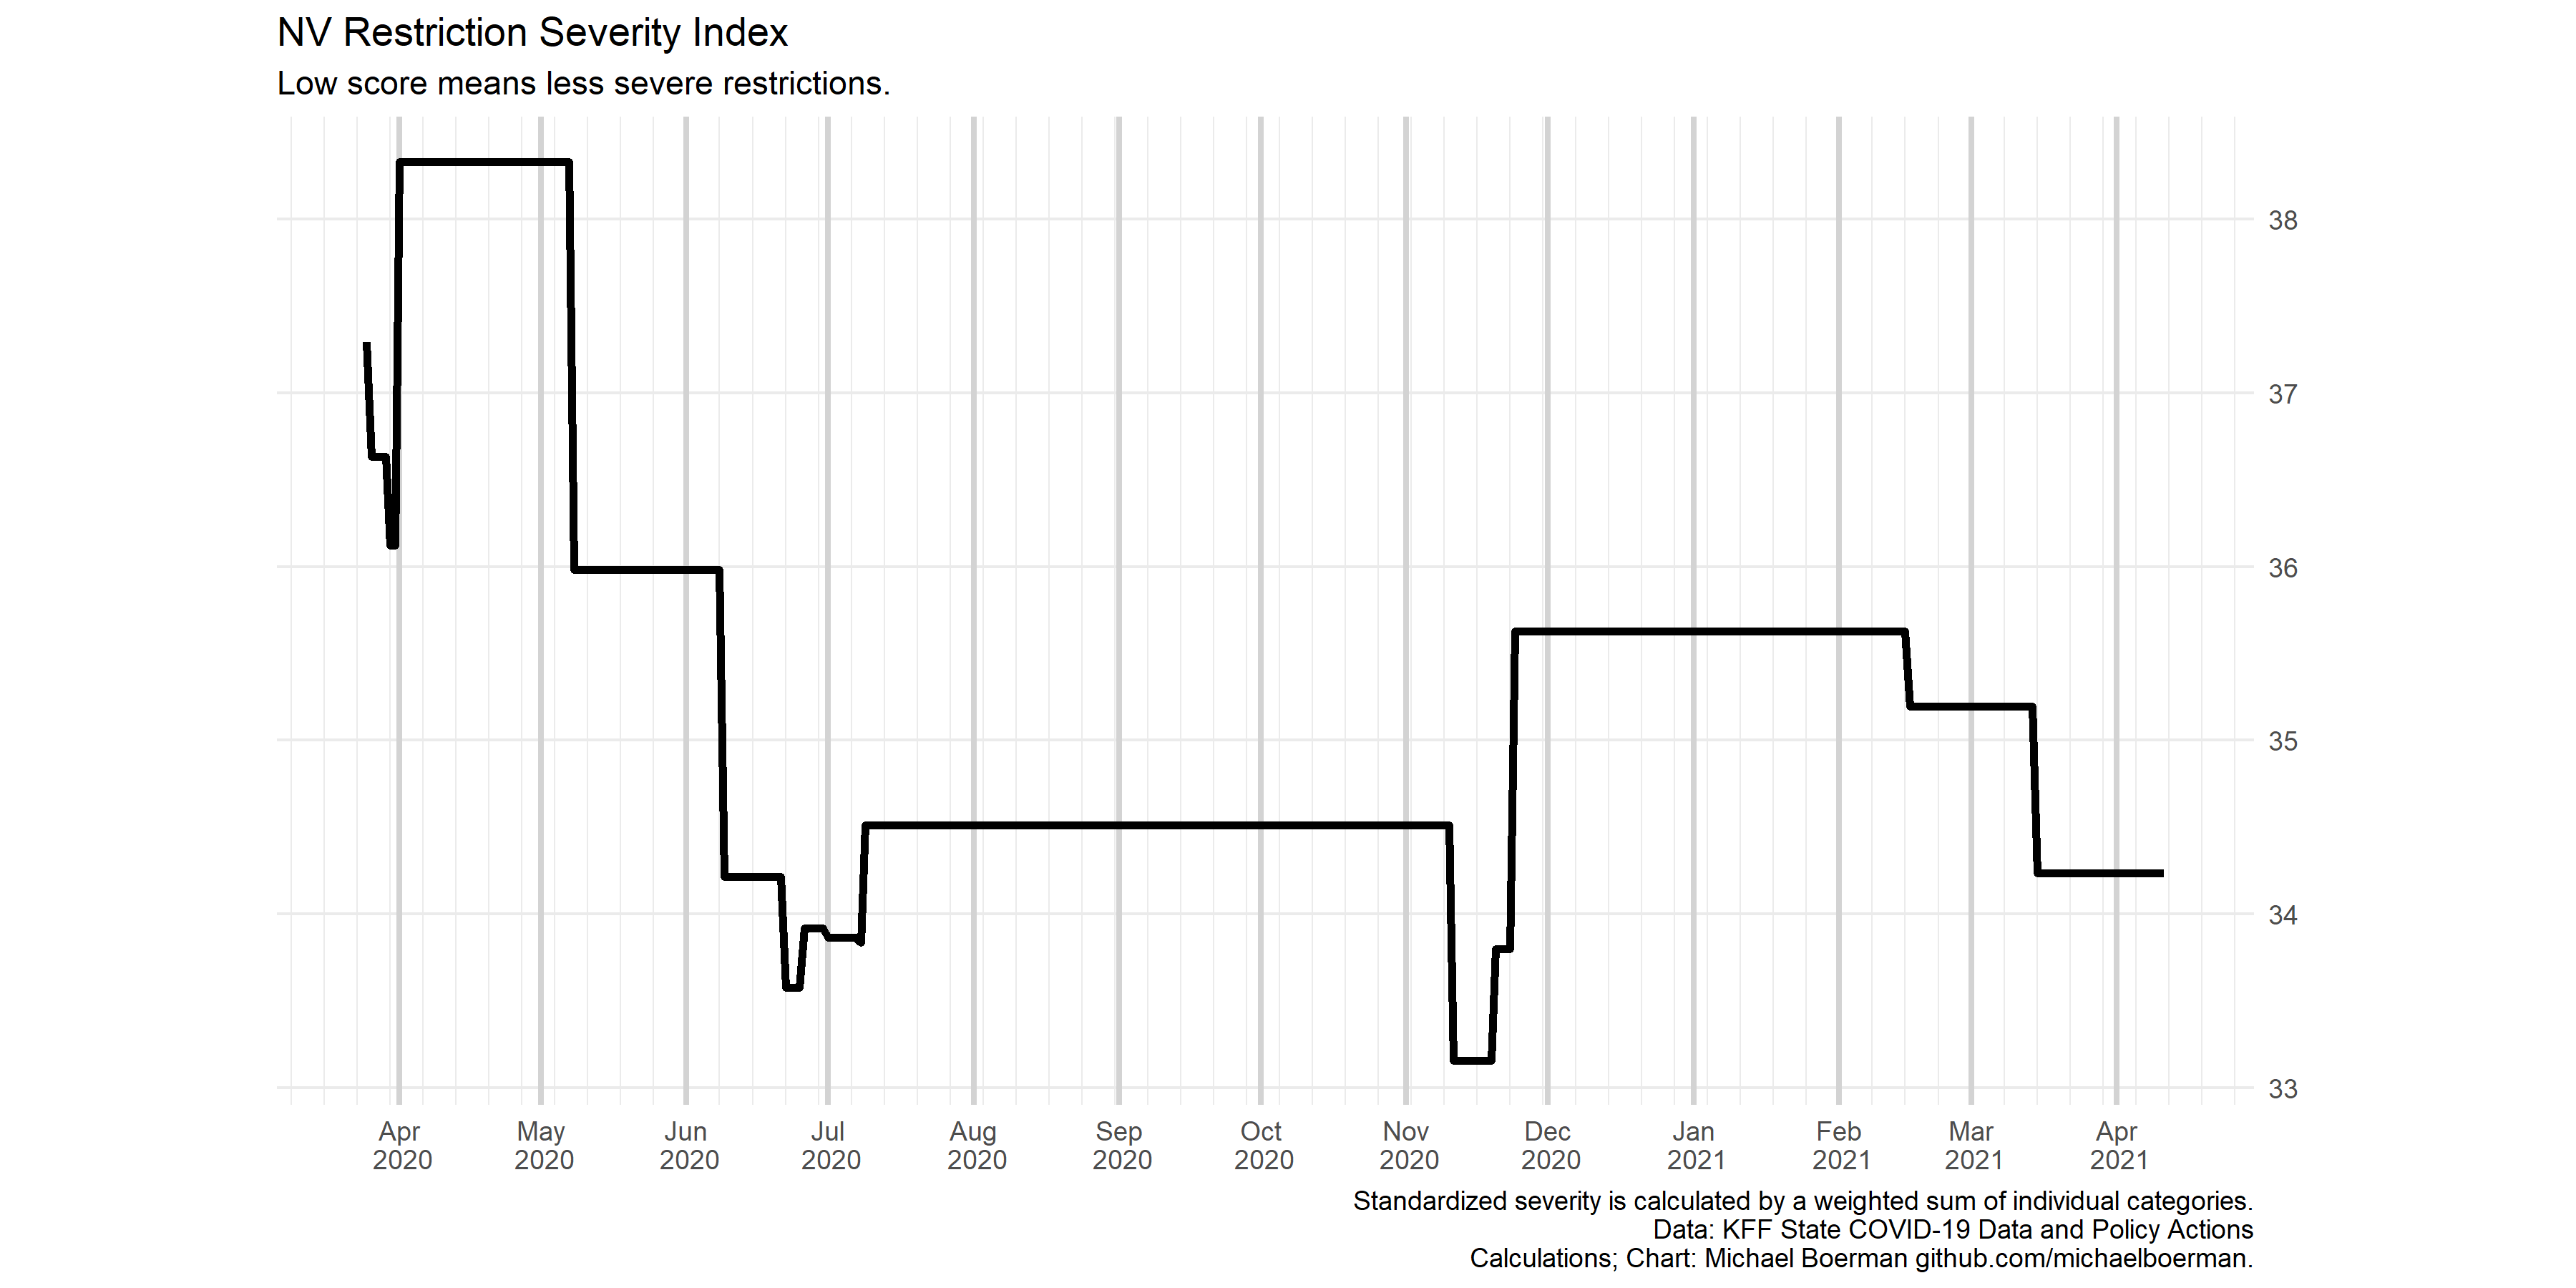 NV Restriction Severity Index
Low score means less severe restrictions.
38
37
36
35
34
33
Apr 2020
May 2020
Jun 2020
Jul 2020
Aug 2020
Sep 2020
Oct 2020
Nov 2020
Dec 2020
Jan 2021
Feb 2021
Mar 2021
Apr 2021
Standardized severity is calculated by a weighted sum of individual categories.
Data: KFF State COVID-19 Data and Policy Actions
Calculations; Chart: Michael Boerman github.com/michaelboerman.